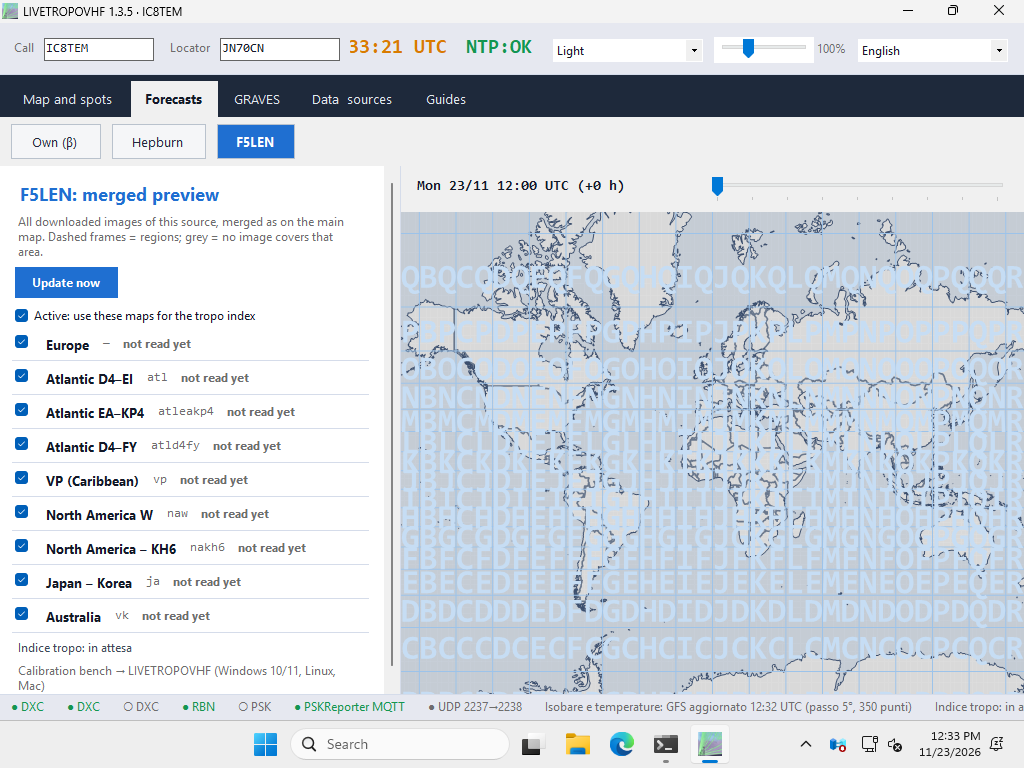 LIVETROPOVHF 1.3.5 · IC8TEM
Call IC8TEM Locator JN70CN 33:21 UTC NTP:OK Light 100% English
Map and spots Forecasts GRAVES Data sources Guides
Own (β) Hepburn F5LEN
F5LEN: merged preview
Mon 23/11 12:00 UTC (+0 h)
All downloaded images of this source, merged as on the main
map. Dashed frames = regions; grey = no image covers that
area.
Update now
Active: use these maps for the tropo index
Europe — not read yet
Atlantic D4–EI atl not read yet
Atlantic EA–KP4 atleakp4 not read yet
Atlantic D4–FY atld4fy not read yet
VP (Caribbean) vp not read yet
North America W naw not read yet
North America – KH6 nakh6 not read yet
Japan – Korea ja not read yet
Australia vk not read yet
Indice tropo: in attesa
Calibration bench → LIVETROPOVHF (Windows 10/11, Linux,
Mac)
DXC DXC DXC RBN PSK PSKReporter MQTT UDP 2237→2238 Isobare e temperature: GFS aggiornato 12:32 UTC (passo 5°, 350 punti) Indice tropo: in a
Search
12:33 PM
11/23/2026